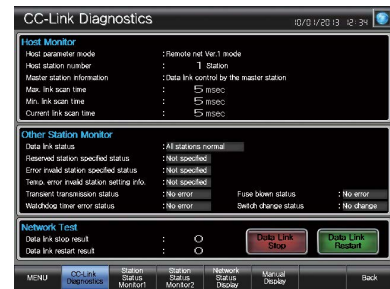 CC-Link Diagnostics
10/01/2013 12:34
Host Monitor
Host parameter mode : Remote net Ver.1 mode
Host station number : 1 Station
Master station information : Data link control by the master station
Max. link scan time : 5 msec
Min. link scan time : 5 msec
Current link scan time : 5 msec
Other Station Monitor
Data link status : All stations normal
Reserved station specified status : Not specified
Error invalid station specified status : Not specified
Temp. error invalid station setting info. : Not specified
Transient transmission status : No error Fuse blown status : No error
Watchdog timer error status : No error Switch change status : No change
Network Test
Data link stop result : O
Data link restart result : O
Data Link Stop
Data Link Restart
MENU
CC-Link Diagnostics
Station Status Monitor1
Station Status Monitor2
Network Status Display
Manual Display
Back